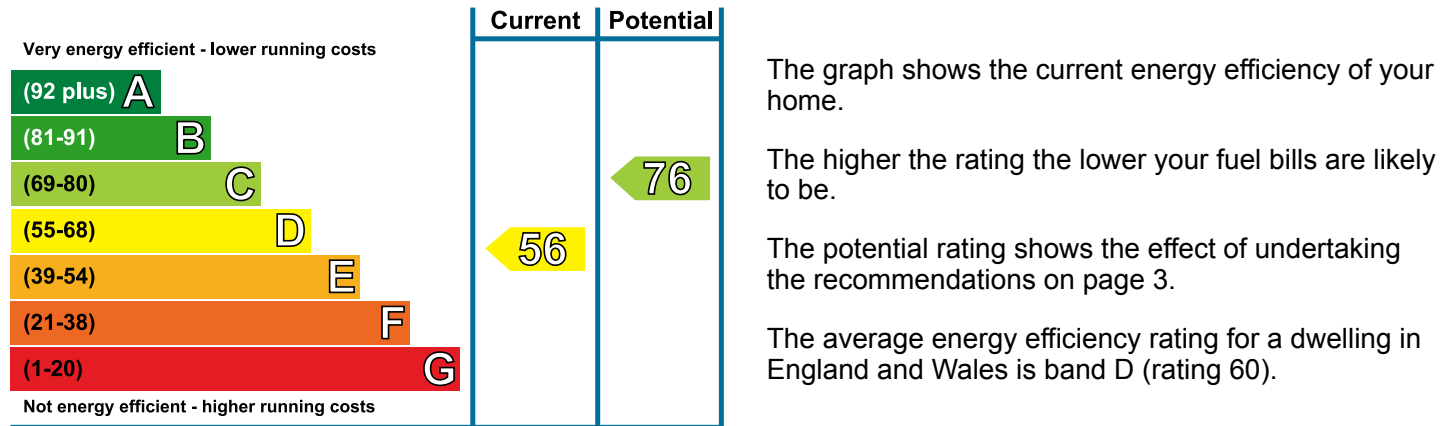 Current Potential
Very energy efficient - lower running costs
(92 plus) A
(81-91) B
(69-80) C
(55-68) D
(39-54) E
(21-38) F
(1-20) G
Not energy efficient - higher running costs
56
76
The graph shows the current energy efficiency of your
home.
The higher the rating the lower your fuel bills are likely
to be.
The potential rating shows the effect of undertaking
the recommendations on page 3.
The average energy efficiency rating for a dwelling in
England and Wales is band D (rating 60).